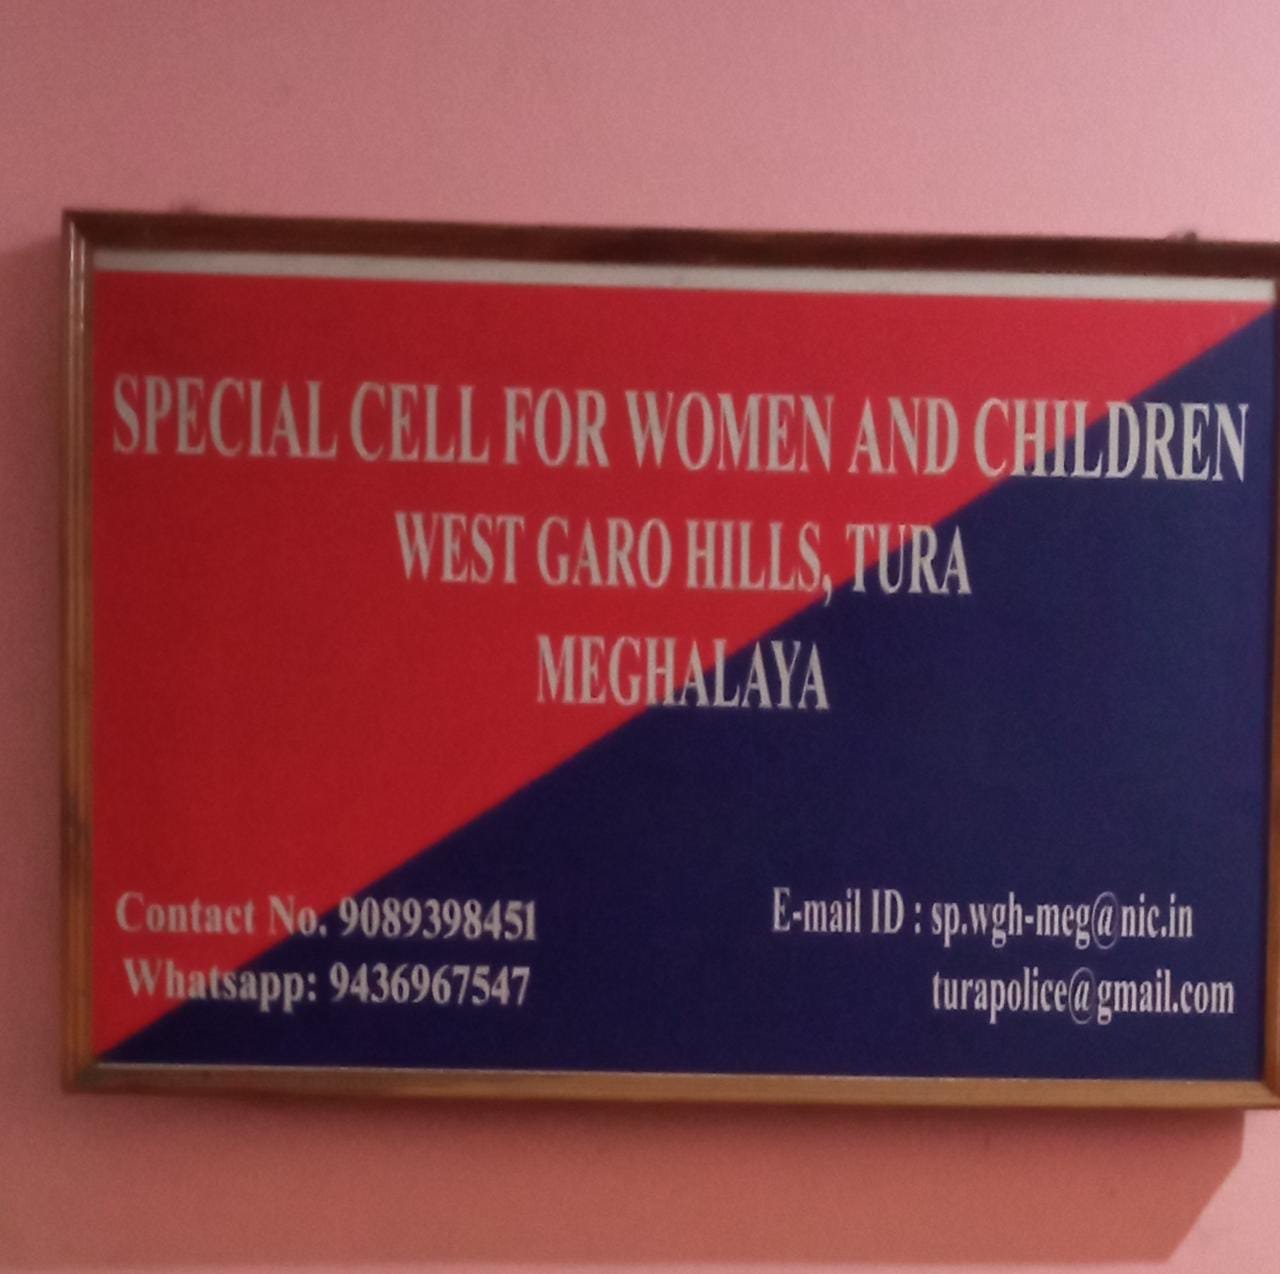 SPECIAL CELL FOR WOMEN AND CHILDREN
WEST GARO HILLS, TURA
MEGHALAYA
Contact No. 9089398451
Whatsapp: 9436967547
E-mail ID : sp.wgh-meg@nic.in
turapolice@gmail.com